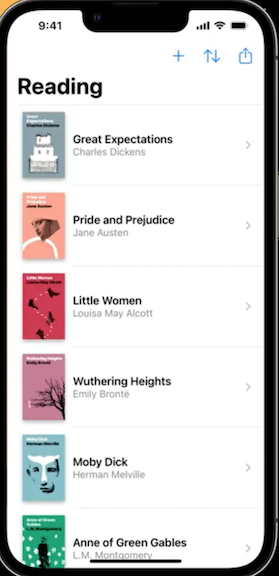 9:41
Reading
Great
Expectations
Charles Dickens
Great Expectations
Charles Dickens
Pride and
Prejudice
Jane Austen
Pride and Prejudice
Jane Austen
Little Women
Louisa May Alcott
Little Women
Louisa May Alcott
Wuthering Heights
Emily Brontë
Wuthering Heights
Emily Brontë
Moby Dick
Herman Melville
Moby Dick
Herman Melville
Anne of Green
Gables
L.M. Montgomery
Anne of Green Gables
L.M. Montgomery